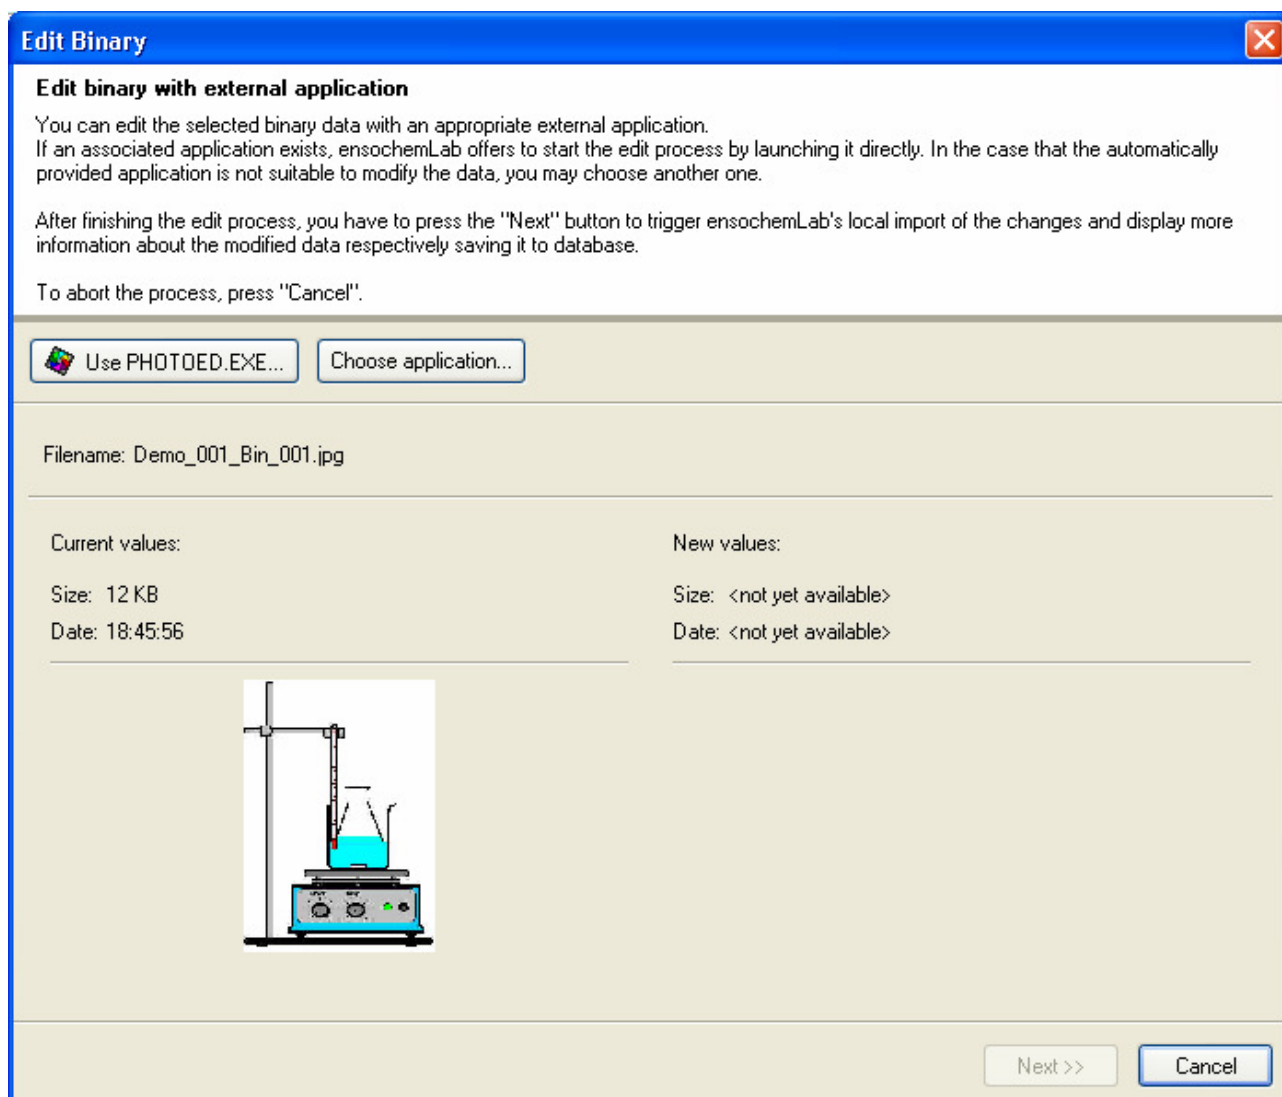 Edit Binary
Edit binary with external application
You can edit the selected binary data with an appropriate external application.
If an associated application exists, ensochemLab offers to start the edit process by launching it directly. In the case that the automatically
provided application is not suitable to modify the data, you may choose another one.
After finishing the edit process, you have to press the "Next" button to trigger ensochemLab's local import of the changes and display more
information about the modified data respectively saving it to database.
To abort the process, press "Cancel".
Use PHOTOED.EXE... Choose application...
Filename: Demo_001_Bin_001.jpg
Current values:
Size: 12 KB
Date: 18:45:56
New values:
Size: <not yet available>
Date: <not yet available>
Next >> Cancel